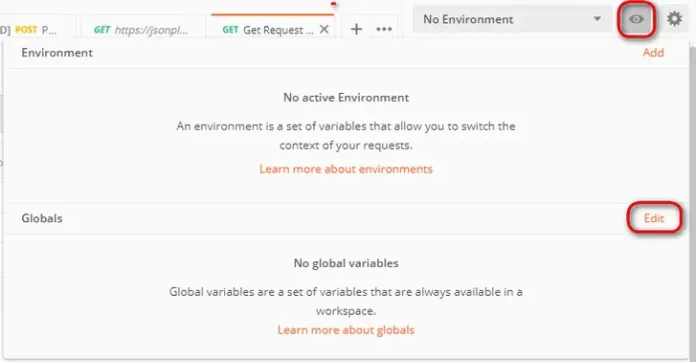 D] POST P... GET https://jsonpl... GET Get Request ... No Environment
Environment Add
No active Environment
An environment is a set of variables that allow you to switch the
context of your requests.
Learn more about environments
Globals Edit
No global variables
Global variables are a set of variables that are always available in a
workspace.
Learn more about globals